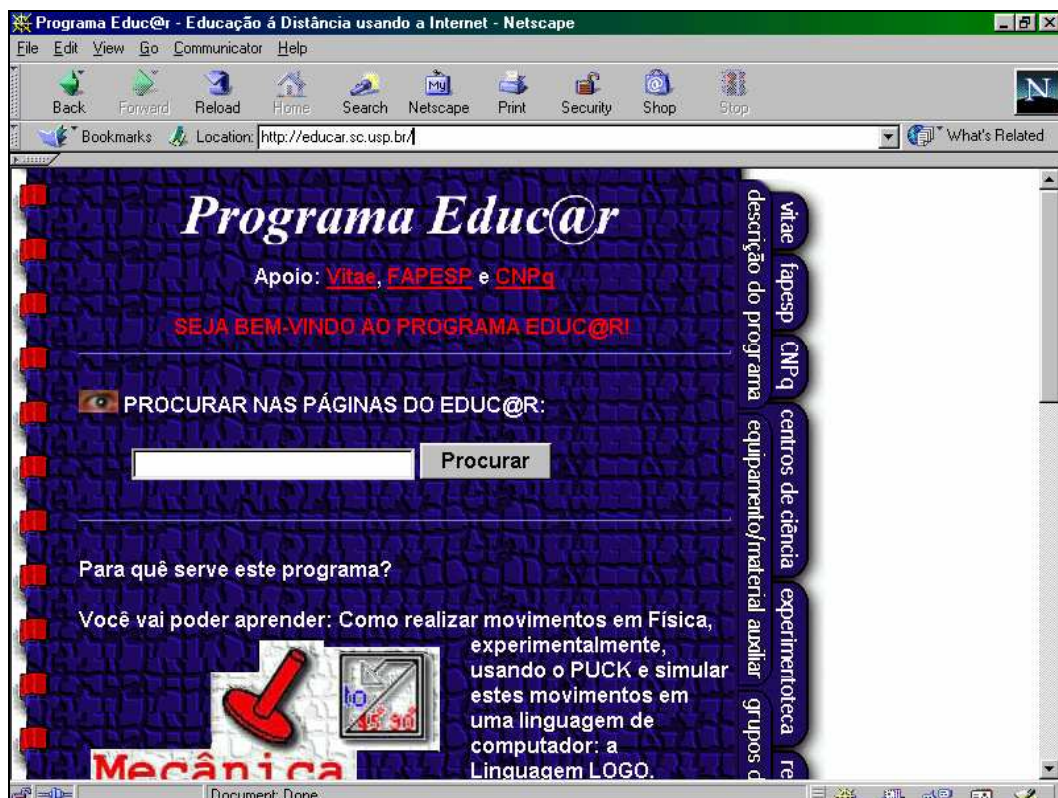 Programa Educ@r - Educação á Distância usando a Internet - Netscape
File Edit View Go Communicator Help
Back Forward Reload Home Search Netscape Print Security Shop Stop
My
N
Bookmarks Location: http://educar.sc.usp.br/ What's Related
Programa Educ@r
Apoio: Vitae, FAPESP e CNPq
SEJA BEM-VINDO AO PROGRAMA EDUC@R!
PROCURAR NAS PÁGINAS DO EDUC@R:
Procurar
Para quê serve este programa?
Você vai poder aprender: Como realizar movimentos em Física,
experimentalmente,
usando o PUCK e simular
estes movimentos em
uma linguagem de
computador: a
Linguagem LOGO.
Mecânica
vitae fapesp CNPq centros de ciência experimentoteca re
descrição do programa equipamento/material auxiliar grupos d
Document: Done